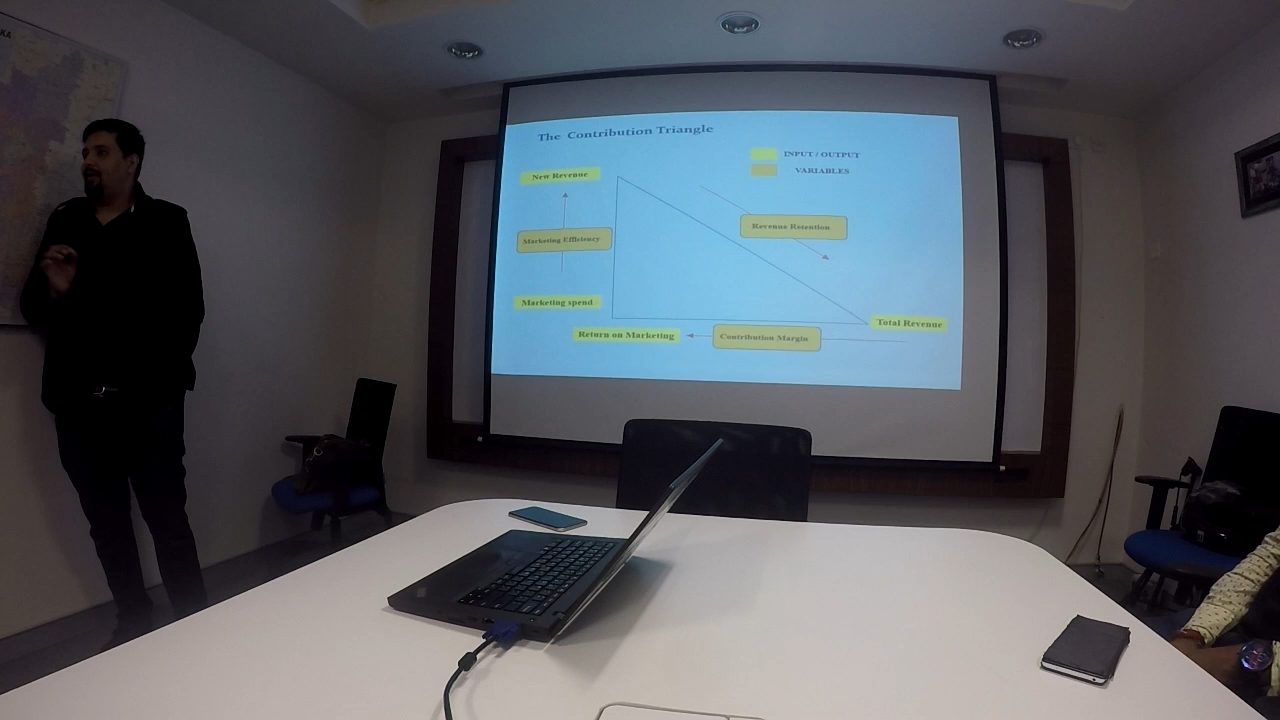 KA
The Contribution Triangle
INPUT / OUTPUT
VARIABLES
New Revenue
Revenue Retention
Marketing Efficiency
Marketing spend
Total Revenue
Return on Marketing
Contribution Margin